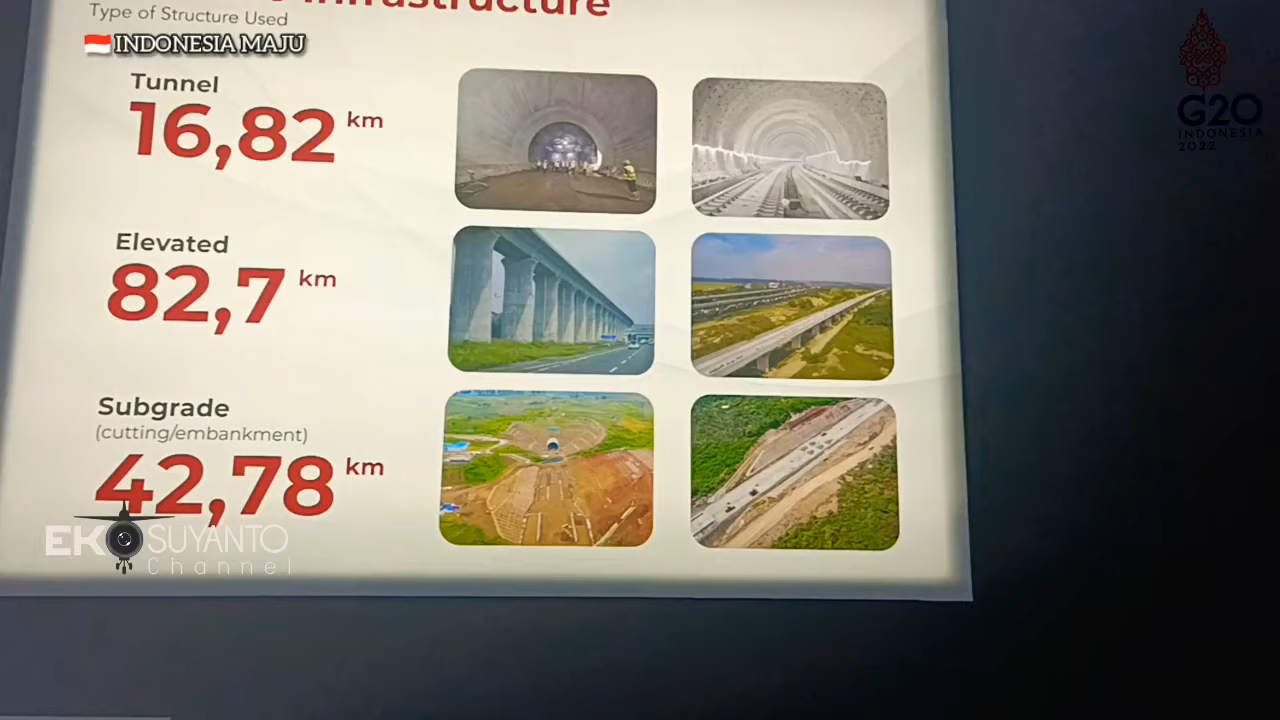 Infrastructure
Type of Structure Used
INDONESIA MAJU
Tunnel
16,82 km
Elevated
82,7 km
Subgrade
(cutting/embankment)
42,78 km
EKO SUYANTO
Channel
G20
INDONESIA
2022